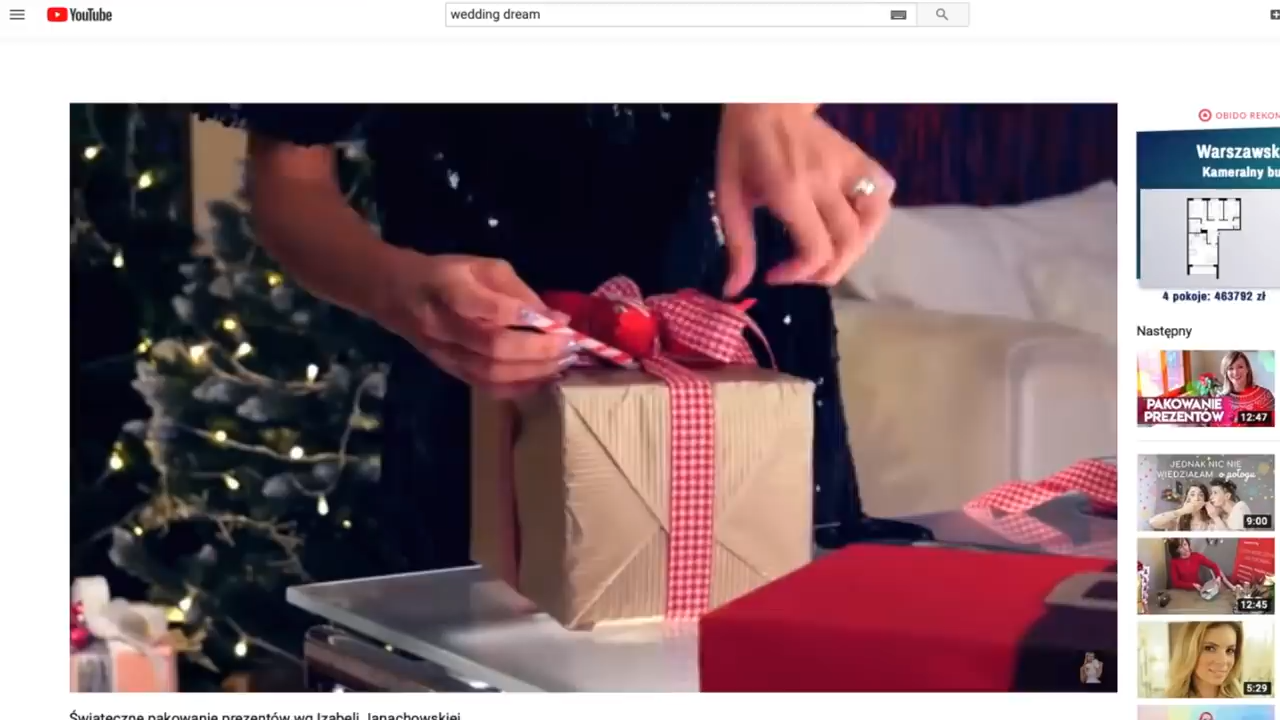 YouTube
wedding dream
OBIDO REKOM
Warszawsk
Kameralny bu
4 pokoje: 463792 zł
Następny
PAKOWANIE
PREZENTÓW
12:47
JEDNAK NIC NIE
WIEDZIAŁAM o połogu
9:00
12:45
5:29
Świąteczne pakowanie prezentów wg Izabeli Janachowskiej